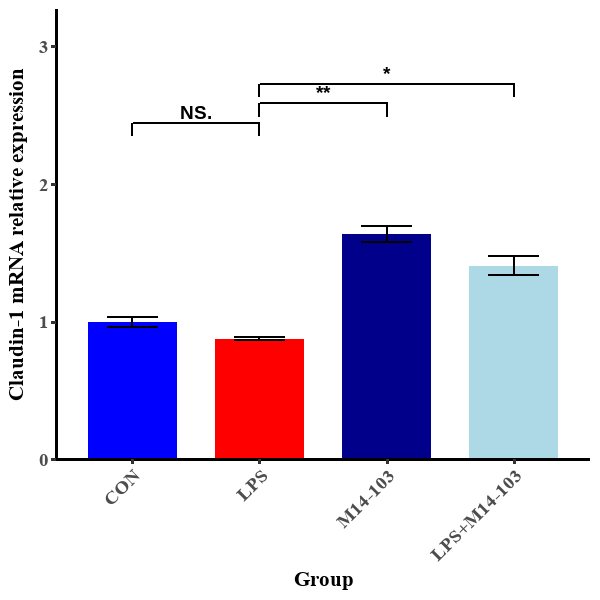 3
2
1
0
Claudin-1 mRNA relative expression
*
**
NS.
CON
LPS
M14-103
LPS+M14-103
Group